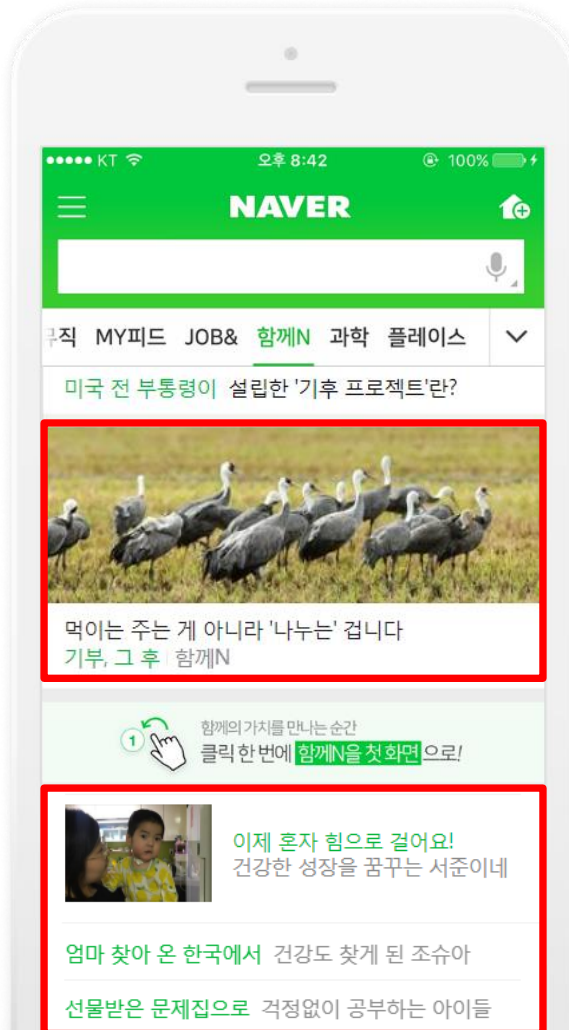 KT 오후 8:42 100%
NAVER
직 MY피드 JOB& 함께N 과학 플레이스
미국 전 부통령이 설립한 '기후 프로젝트'란?
먹이는 주는 게 아니라 '나누는' 겁니다
기부, 그 후 함께N
1
함께의 가치를 만나는 순간
클릭 한 번에 함께N을 첫 화면으로!
이제 혼자 힘으로 걸어요!
건강한 성장을 꿈꾸는 서준이네
엄마 찾아 온 한국에서 건강도 찾게 된 조슈아
선물받은 문제집으로 걱정없이 공부하는 아이들